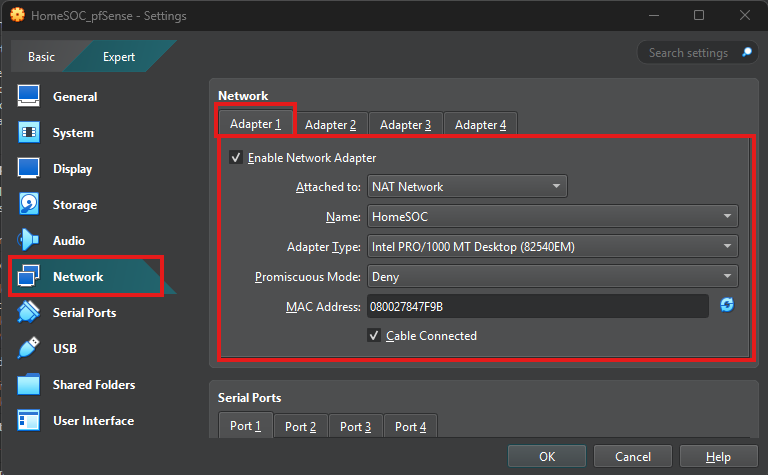 HomeSOC_pfSense - Settings
Basic
Expert
Search settings
General
System
Display
Storage
Audio
Network
Serial Ports
USB
Shared Folders
User Interface
Network
Adapter 1
Adapter 2
Adapter 3
Adapter 4
Enable Network Adapter
Attached to: NAT Network
Name: HomeSOC
Adapter Type: Intel PRO/1000 MT Desktop (82540EM)
Promiscuous Mode: Deny
MAC Address: 080027847F9B
Cable Connected
Serial Ports
Port 1
Port 2
Port 3
Port 4
OK
Cancel
Help